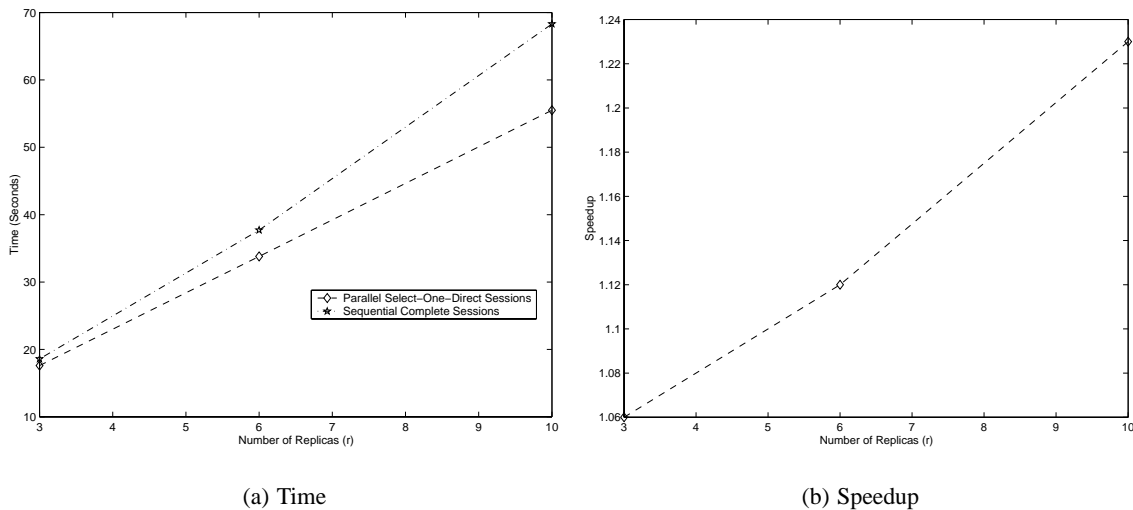 70
60
50
40
30
20
10
Time (Seconds)
3 4 5 6 7 8 9 10
Number of Replicas (r)
Parallel Select−One−Direct Sessions
Sequential Complete Sessions
(a) Time
1.24
1.22
1.2
1.18
1.16
1.14
1.12
1.1
1.08
1.06
Speedup
3 4 5 6 7 8 9 10
Number of Replicas (r)
(b) Speedup